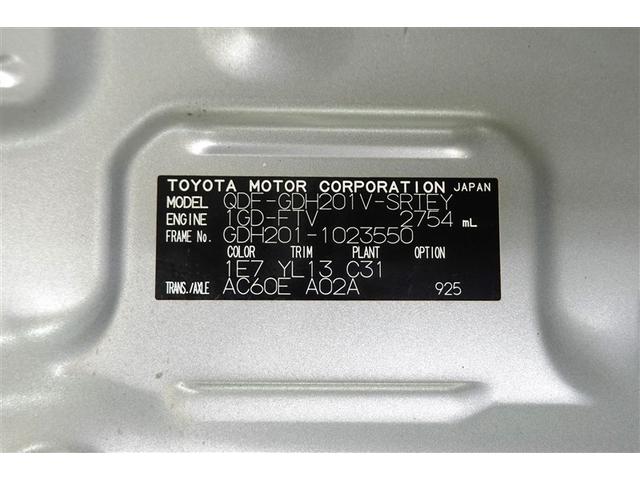 TOYOTA MOTOR CORPORATION JAPAN
MODEL QDF-GDH201V-SRTEY
ENGINE 1GD-FTV 2754 mL
FRAME No. GDH201-1023550
COLOR TRIM PLANT OPTION
1E7 YL13 C31
TRANS./AXLE AC60E A02A 925